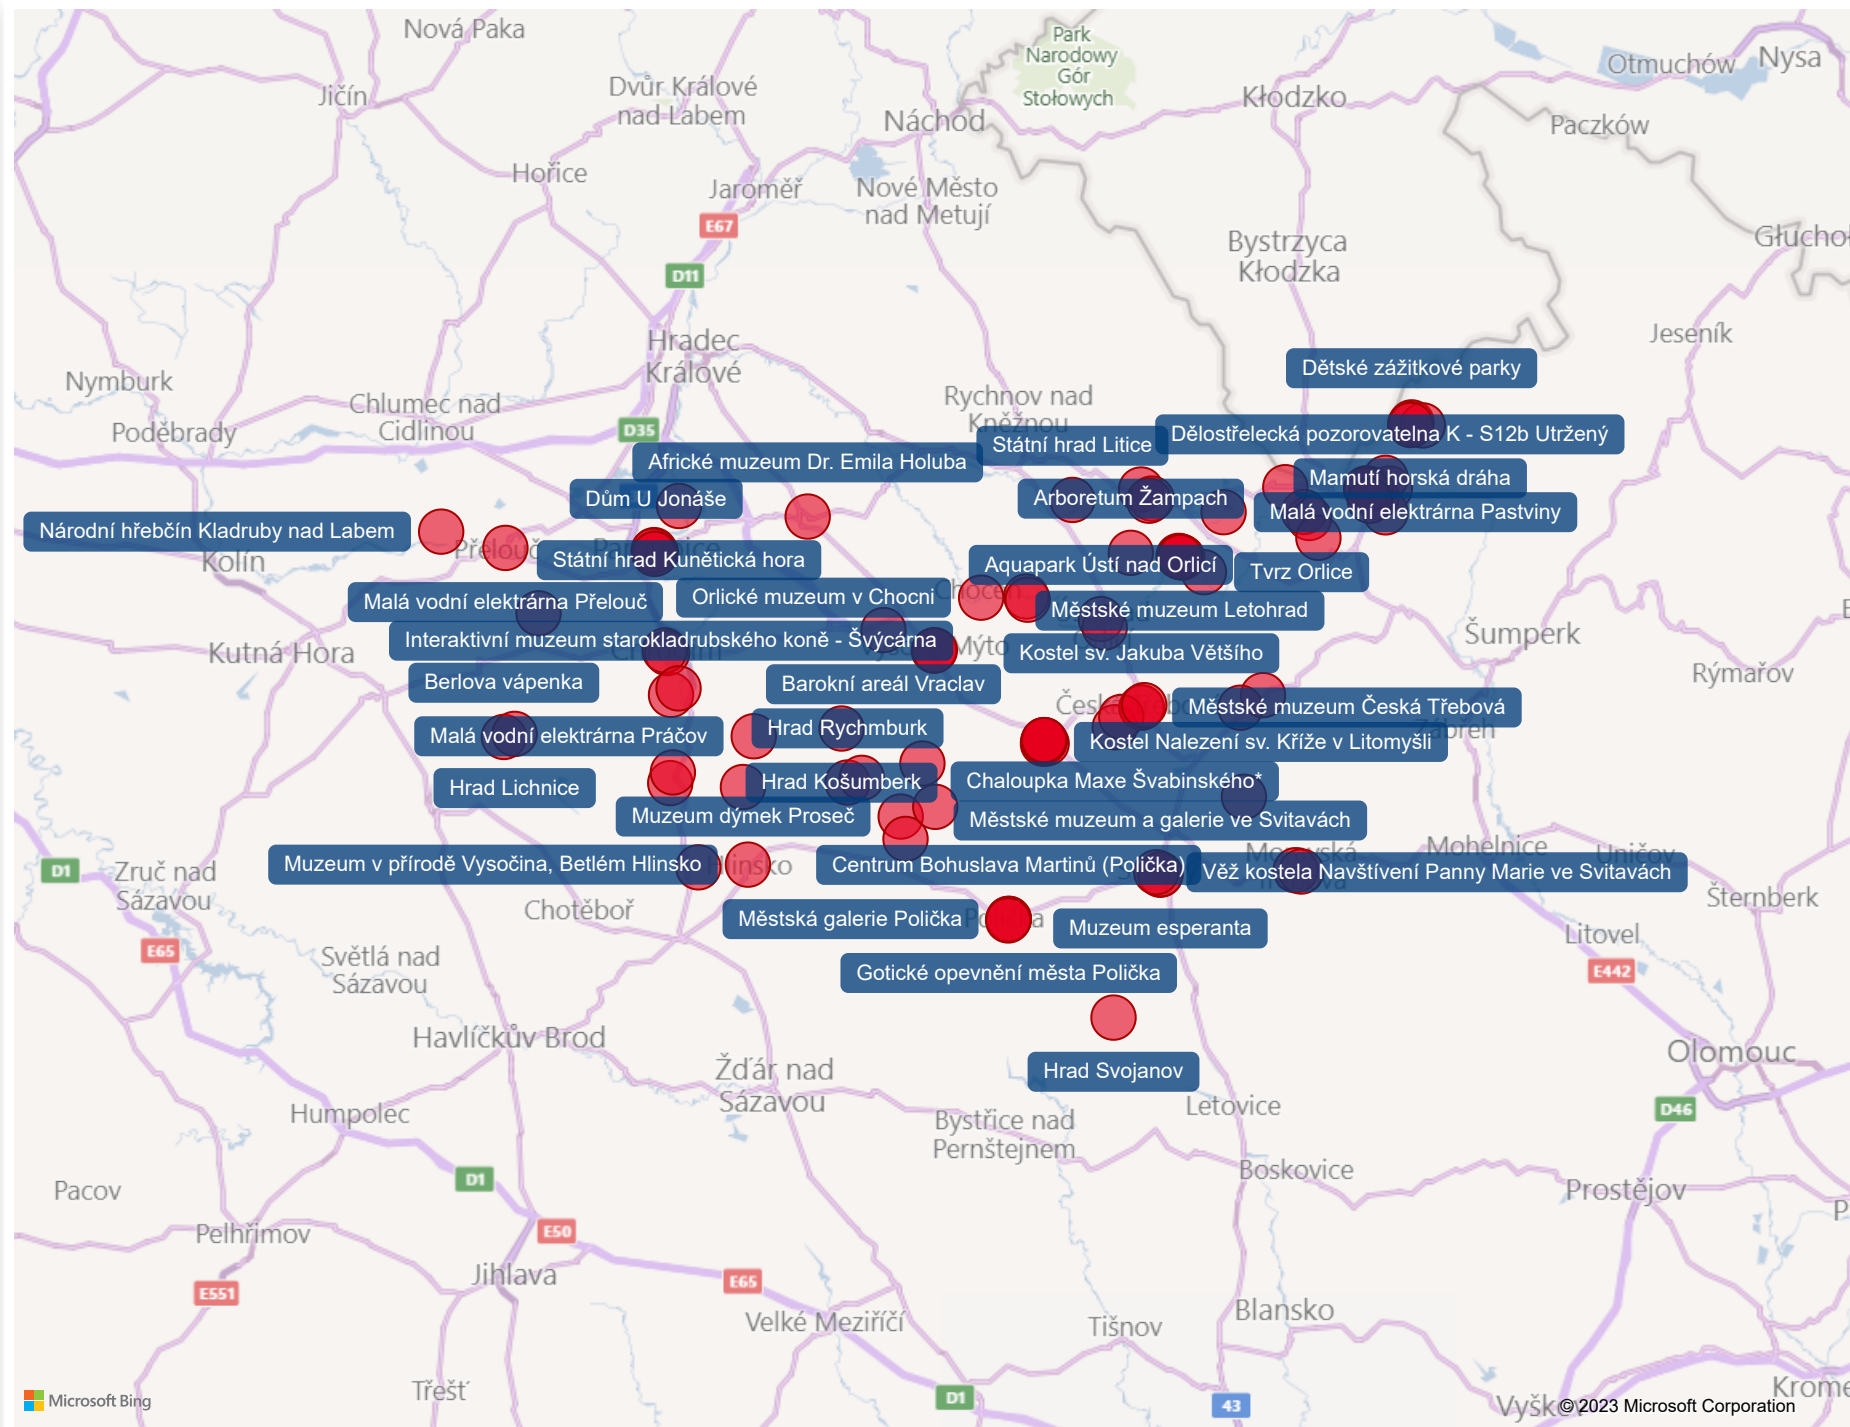 Nová Paka
Park
Narodowy
Gór
Stołowych
Otmuchów
Nysa
Jičín
Dvůr Králové
nad Labem
Náchod
Kłodzko
Paczków
Hořice
Jaroměř
Nové Město
nad Metují
E67
Bystrzyca
Kłodzka
D11
Hradec
Králové
Jeseník
Nymburk
Dětské zážitkové parky
Chlumec nad
Cidlinou
Rychnov nad
Kněžnou
Poděbrady
D35
Dělostřelecká pozorovatelna K - S12b Utržený
Státní hrad Litice
Africké muzeum Dr. Emila Holuba
Mamutí horská dráha
Dům U Jonáše
Arboretum Žampach
Malá vodní elektrárna Pastviny
Národní hřebčín Kladruby nad Labem
Kolín
Státní hrad Kunětická hora
Aquapark Ústí nad Orlicí
Tvrz Orlice
Malá vodní elektrárna Přelouč
Orlické muzeum v Chocni
Městské muzeum Letohrad
Interaktivní muzeum starokladrubského koně - Švýcárna
Mýto
Kutná Hora
Kostel sv. Jakuba Většího
Šumperk
Rýmařov
Berlova vápenka
Barokní areál Vraclav
Městské muzeum Česká Třebová
Malá vodní elektrárna Práčov
Hrad Rychmburk
Kostel Nalezení sv. Kříže v Litomyšli
Zábřeh
Hrad Lichnice
Hrad Košumberk
Chaloupka Maxe Švabinského*
Muzeum dýmek Proseč
Městské muzeum a galerie ve Svitavách
Mohelnice
Uničov
D1
Zruč nad
Sázavou
Muzeum v přírodě Vysočina, Betlém Hlinsko
Hlinsko
Centrum Bohuslava Martinů (Polička)
Věž kostela Navštívení Panny Marie ve Svitavách
Šternberk
Chotěboř
Městská galerie Polička
Muzeum esperanta
Litovel
E65
Světlá nad
Sázavou
Gotické opevnění města Polička
E442
Havlíčkův Brod
Olomouc
Žďár nad
Sázavou
Hrad Svojanov
Humpolec
Bystřice nad
Pernštejnem
Letovice
D46
Boskovice
D1
Pacov
Prostějov
Pelhřimov
E50
Jihlava
E65
E551
Velké Meziříčí
Tišnov
Blansko
Třešť
D1
43
Microsoft Bing
© 2023 Microsoft Corporation